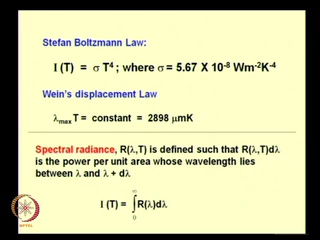 Stefan Boltzmann Law:
I (T) = σ T⁴ ; where σ = 5.67 X 10⁻⁸ Wm⁻²K⁻⁴
Wein's displacement Law
λmax T = constant = 2898 μmK
Spectral radiance, R(λ,T) is defined such that R(λ,T)dλ
is the power per unit area whose wavelength lies
between λ and λ + dλ
I (T) = ∫₀^∞ R(λ)dλ